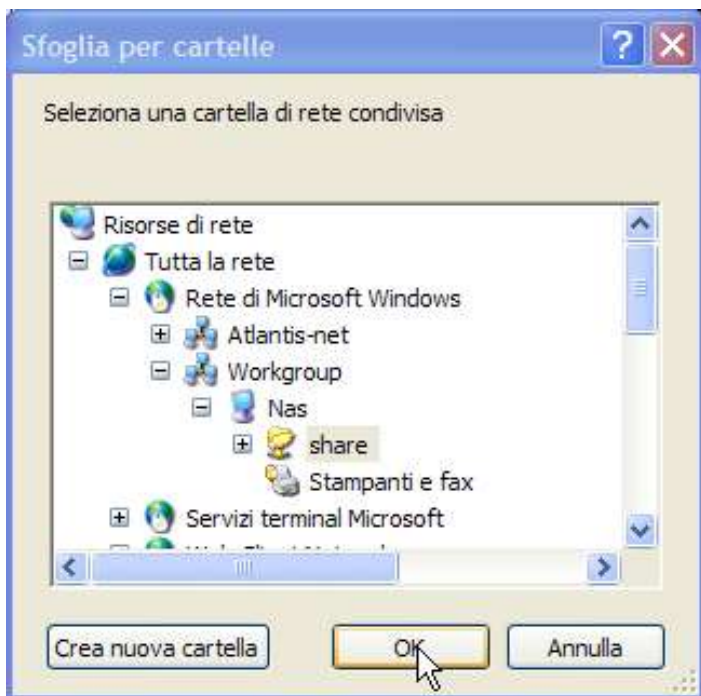 Sfoglia per cartelle
Seleziona una cartella di rete condivisa
Risorse di rete
Tutta la rete
Rete di Microsoft Windows
Atlantis-net
Workgroup
Nas
share
Stampanti e fax
Servizi terminal Microsoft
Crea nuova cartella OK Annulla